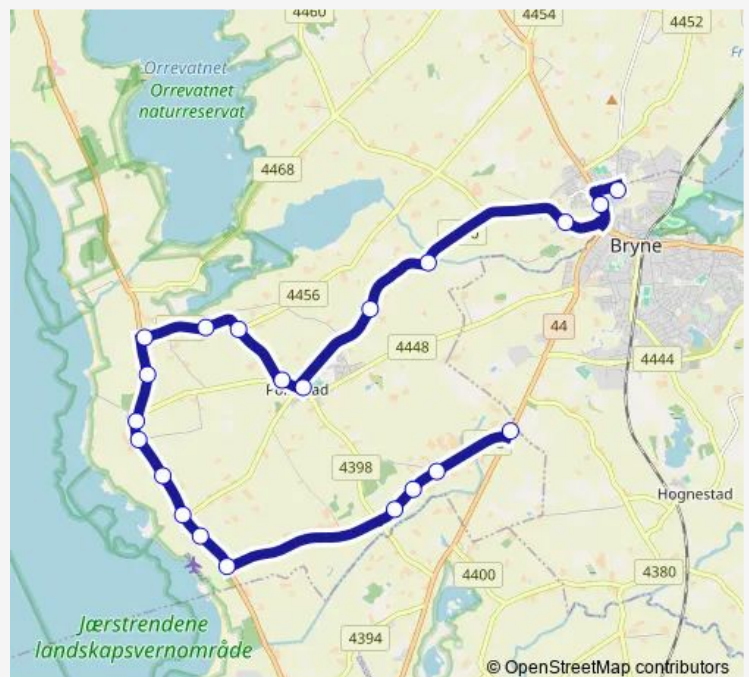 4460
4454
4452
Orrevatnet
Orrevatnet
naturreservat
Fr
4468
Bryne
4456
44
4448
4444
4398
Hognestad
4400
4380
Jærstrendene
landskapsvernområde
4394
© OpenStreetMap contributors